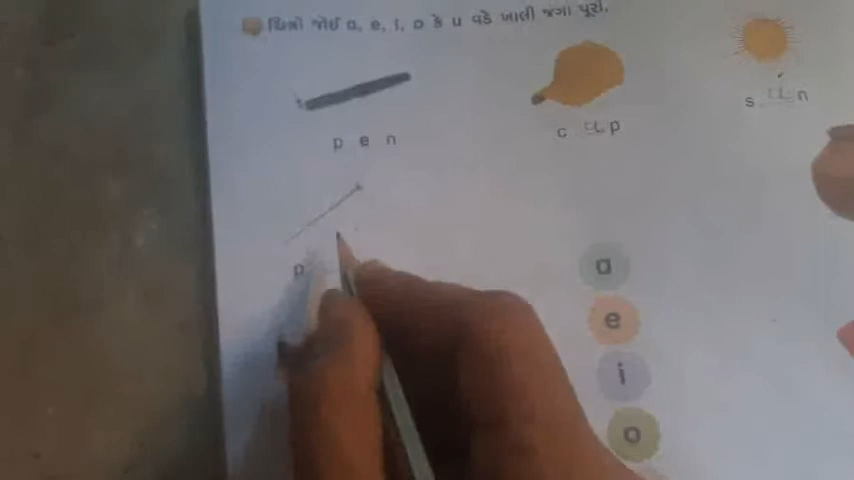 ચિત્રો જોઈ a, e, i, o કે u વડે ખાલી જગા પૂરો.
p e n
c a p
s u n
p
a
e
i
o